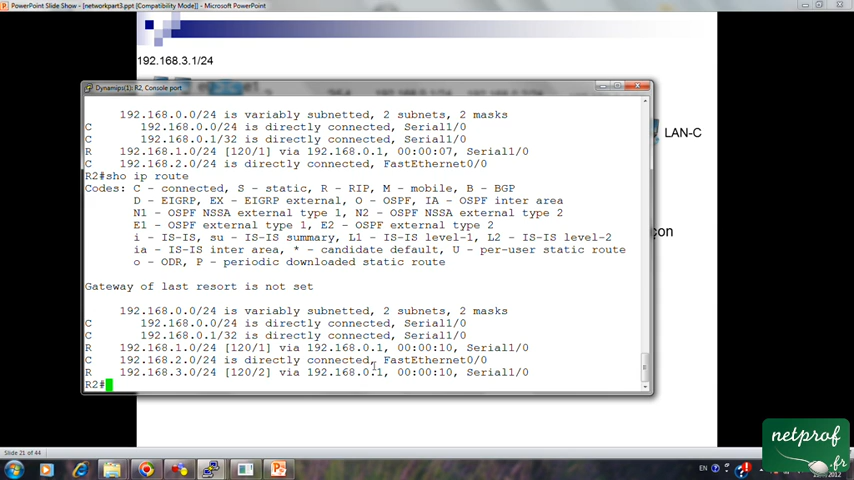 PowerPoint Slide Show - [networkpart3.ppt [Compatibility Mode]] - Microsoft PowerPoint
192.168.3.1/24
Dynamips(1): R2, Console port
192.168.0.0/24 is variably subnetted, 2 subnets, 2 masks
C 192.168.0.0/24 is directly connected, Serial1/0
C 192.168.0.1/32 is directly connected, Serial1/0
R 192.168.1.0/24 [120/1] via 192.168.0.1, 00:00:07, Serial1/0
C 192.168.2.0/24 is directly connected, FastEthernet0/0
R2#sho ip route
Codes: C - connected, S - static, R - RIP, M - mobile, B - BGP
D - EIGRP, EX - EIGRP external, O - OSPF, IA - OSPF inter area
N1 - OSPF NSSA external type 1, N2 - OSPF NSSA external type 2
E1 - OSPF external type 1, E2 - OSPF external type 2
i - IS-IS, su - IS-IS summary, L1 - IS-IS level-1, L2 - IS-IS level-2
ia - IS-IS inter area, * - candidate default, U - per-user static route
o - ODR, P - periodic downloaded static route
Gateway of last resort is not set
192.168.0.0/24 is variably subnetted, 2 subnets, 2 masks
C 192.168.0.0/24 is directly connected, Serial1/0
C 192.168.0.1/32 is directly connected, Serial1/0
R 192.168.1.0/24 [120/1] via 192.168.0.1, 00:00:10, Serial1/0
C 192.168.2.0/24 is directly connected, FastEthernet0/0
R 192.168.3.0/24 [120/2] via 192.168.0.1, 00:00:10, Serial1/0
R2#
LAN-C
çon
Slide 21 of 44
EN
netprof
.fr